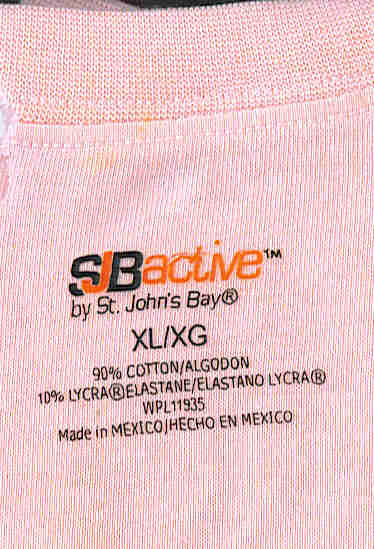 SJBactive™
by St. John's Bay®
XL/XG
90% COTTON/ALGODON
10% LYCRA®ELASTANE/ELASTANO LYCRA®
WPL11935
Made in MEXICO/HECHO EN MEXICO